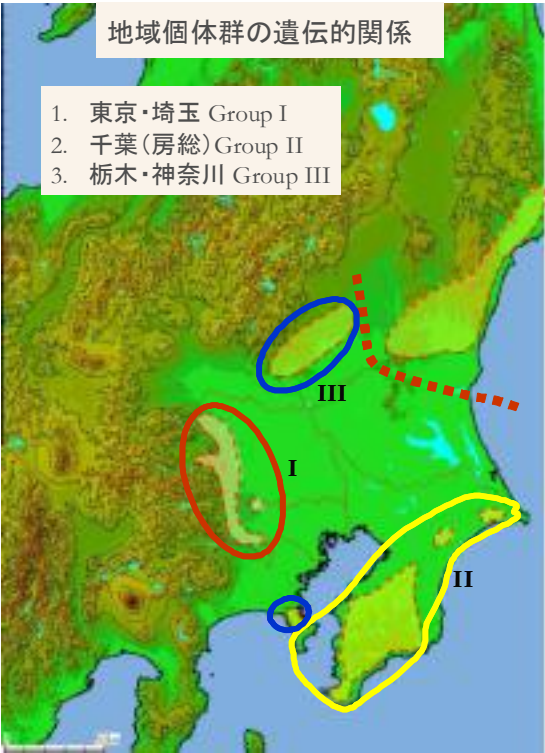 地域個体群の遺伝的関係
1. 東京・埼玉 Group I
2. 千葉(房総)Group II
3. 栃木・神奈川 Group III
III
I
II